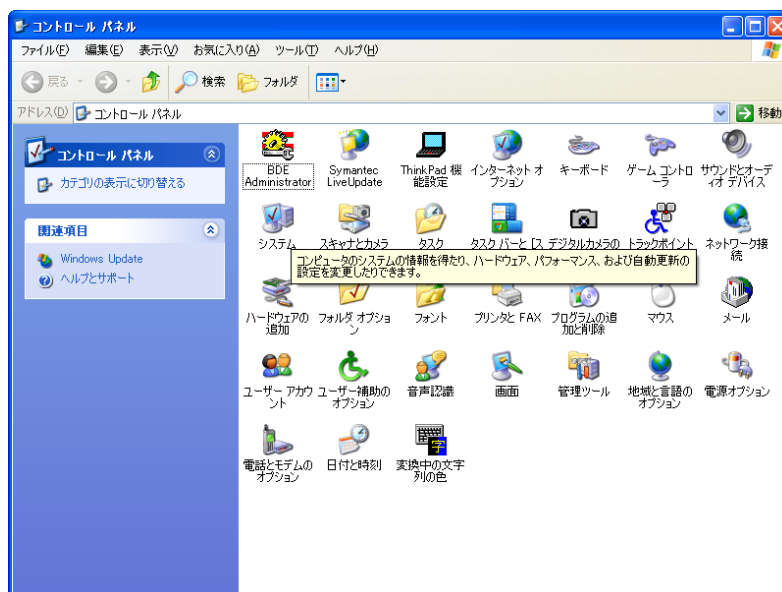 コントロール パネル
ファイル(F) 編集(E) 表示(V) お気に入り(A) ツール(T) ヘルプ(H)
戻る 検索 フォルダ
アドレス(D) コントロール パネル 移動
コントロール パネル
カテゴリの表示に切り替える
関連項目
Windows Update
ヘルプとサポート
BDE
Administrator
Symantec
LiveUpdate
ThinkPad 機
能設定
インターネット オ
プション
キーボード
ゲーム コントロ
ーラ
サウンドとオーデ
ィオ デバイス
システム
スキャナとカメラ
タスク
タスク バーと [ス
デジタルカメラの
トラックポイント
ネットワーク接
続
コンピュータのシステムの情報を得たり、ハードウェア、パフォーマンス、および自動更新の
設定を変更したりできます。
ハードウェアの
追加
フォルダ オプショ
ン
フォント
プリンタと FAX
プログラムの追
加と削除
マウス
メール
ユーザー アカウ
ント
ユーザー補助の
オプション
音声認識
画面
管理ツール
地域と言語の
オプション
電源オプション
電話とモデムの
オプション
日付と時刻
変換中の文字
列の色
字